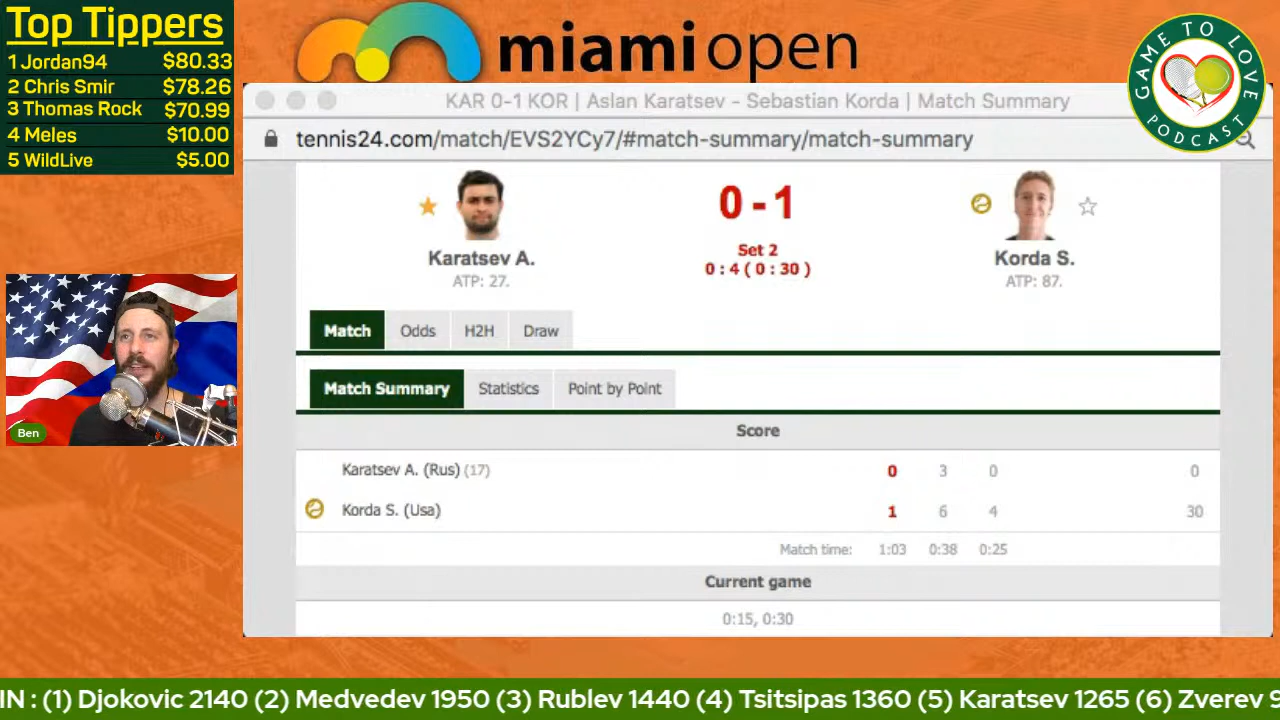 Top Tippers
1 Jordan94 $80.33
2 Chris Smir $78.26
3 Thomas Rock $70.99
4 Meles $10.00
5 WildLive $5.00
miami open
GAME TO LOVE
PODCAST
KAR 0-1 KOR | Aslan Karatsev - Sebastian Korda | Match Summary
tennis24.com/match/EVS2YCy7/#match-summary/match-summary
0 - 1
Karatsev A.
ATP: 27.
Set 2
0 : 4 ( 0 : 30 )
Korda S.
ATP: 87.
Match Odds H2H Draw
Match Summary Statistics Point by Point
Score
Karatsev A. (Rus) (17) 0 3 0 0
Korda S. (Usa) 1 6 4 30
Match time: 1:03 0:38 0:25
Current game
0:15, 0:30
Ben
IN : (1) Djokovic 2140 (2) Medvedev 1950 (3) Rublev 1440 (4) Tsitsipas 1360 (5) Karatsev 1265 (6) Zverev 9